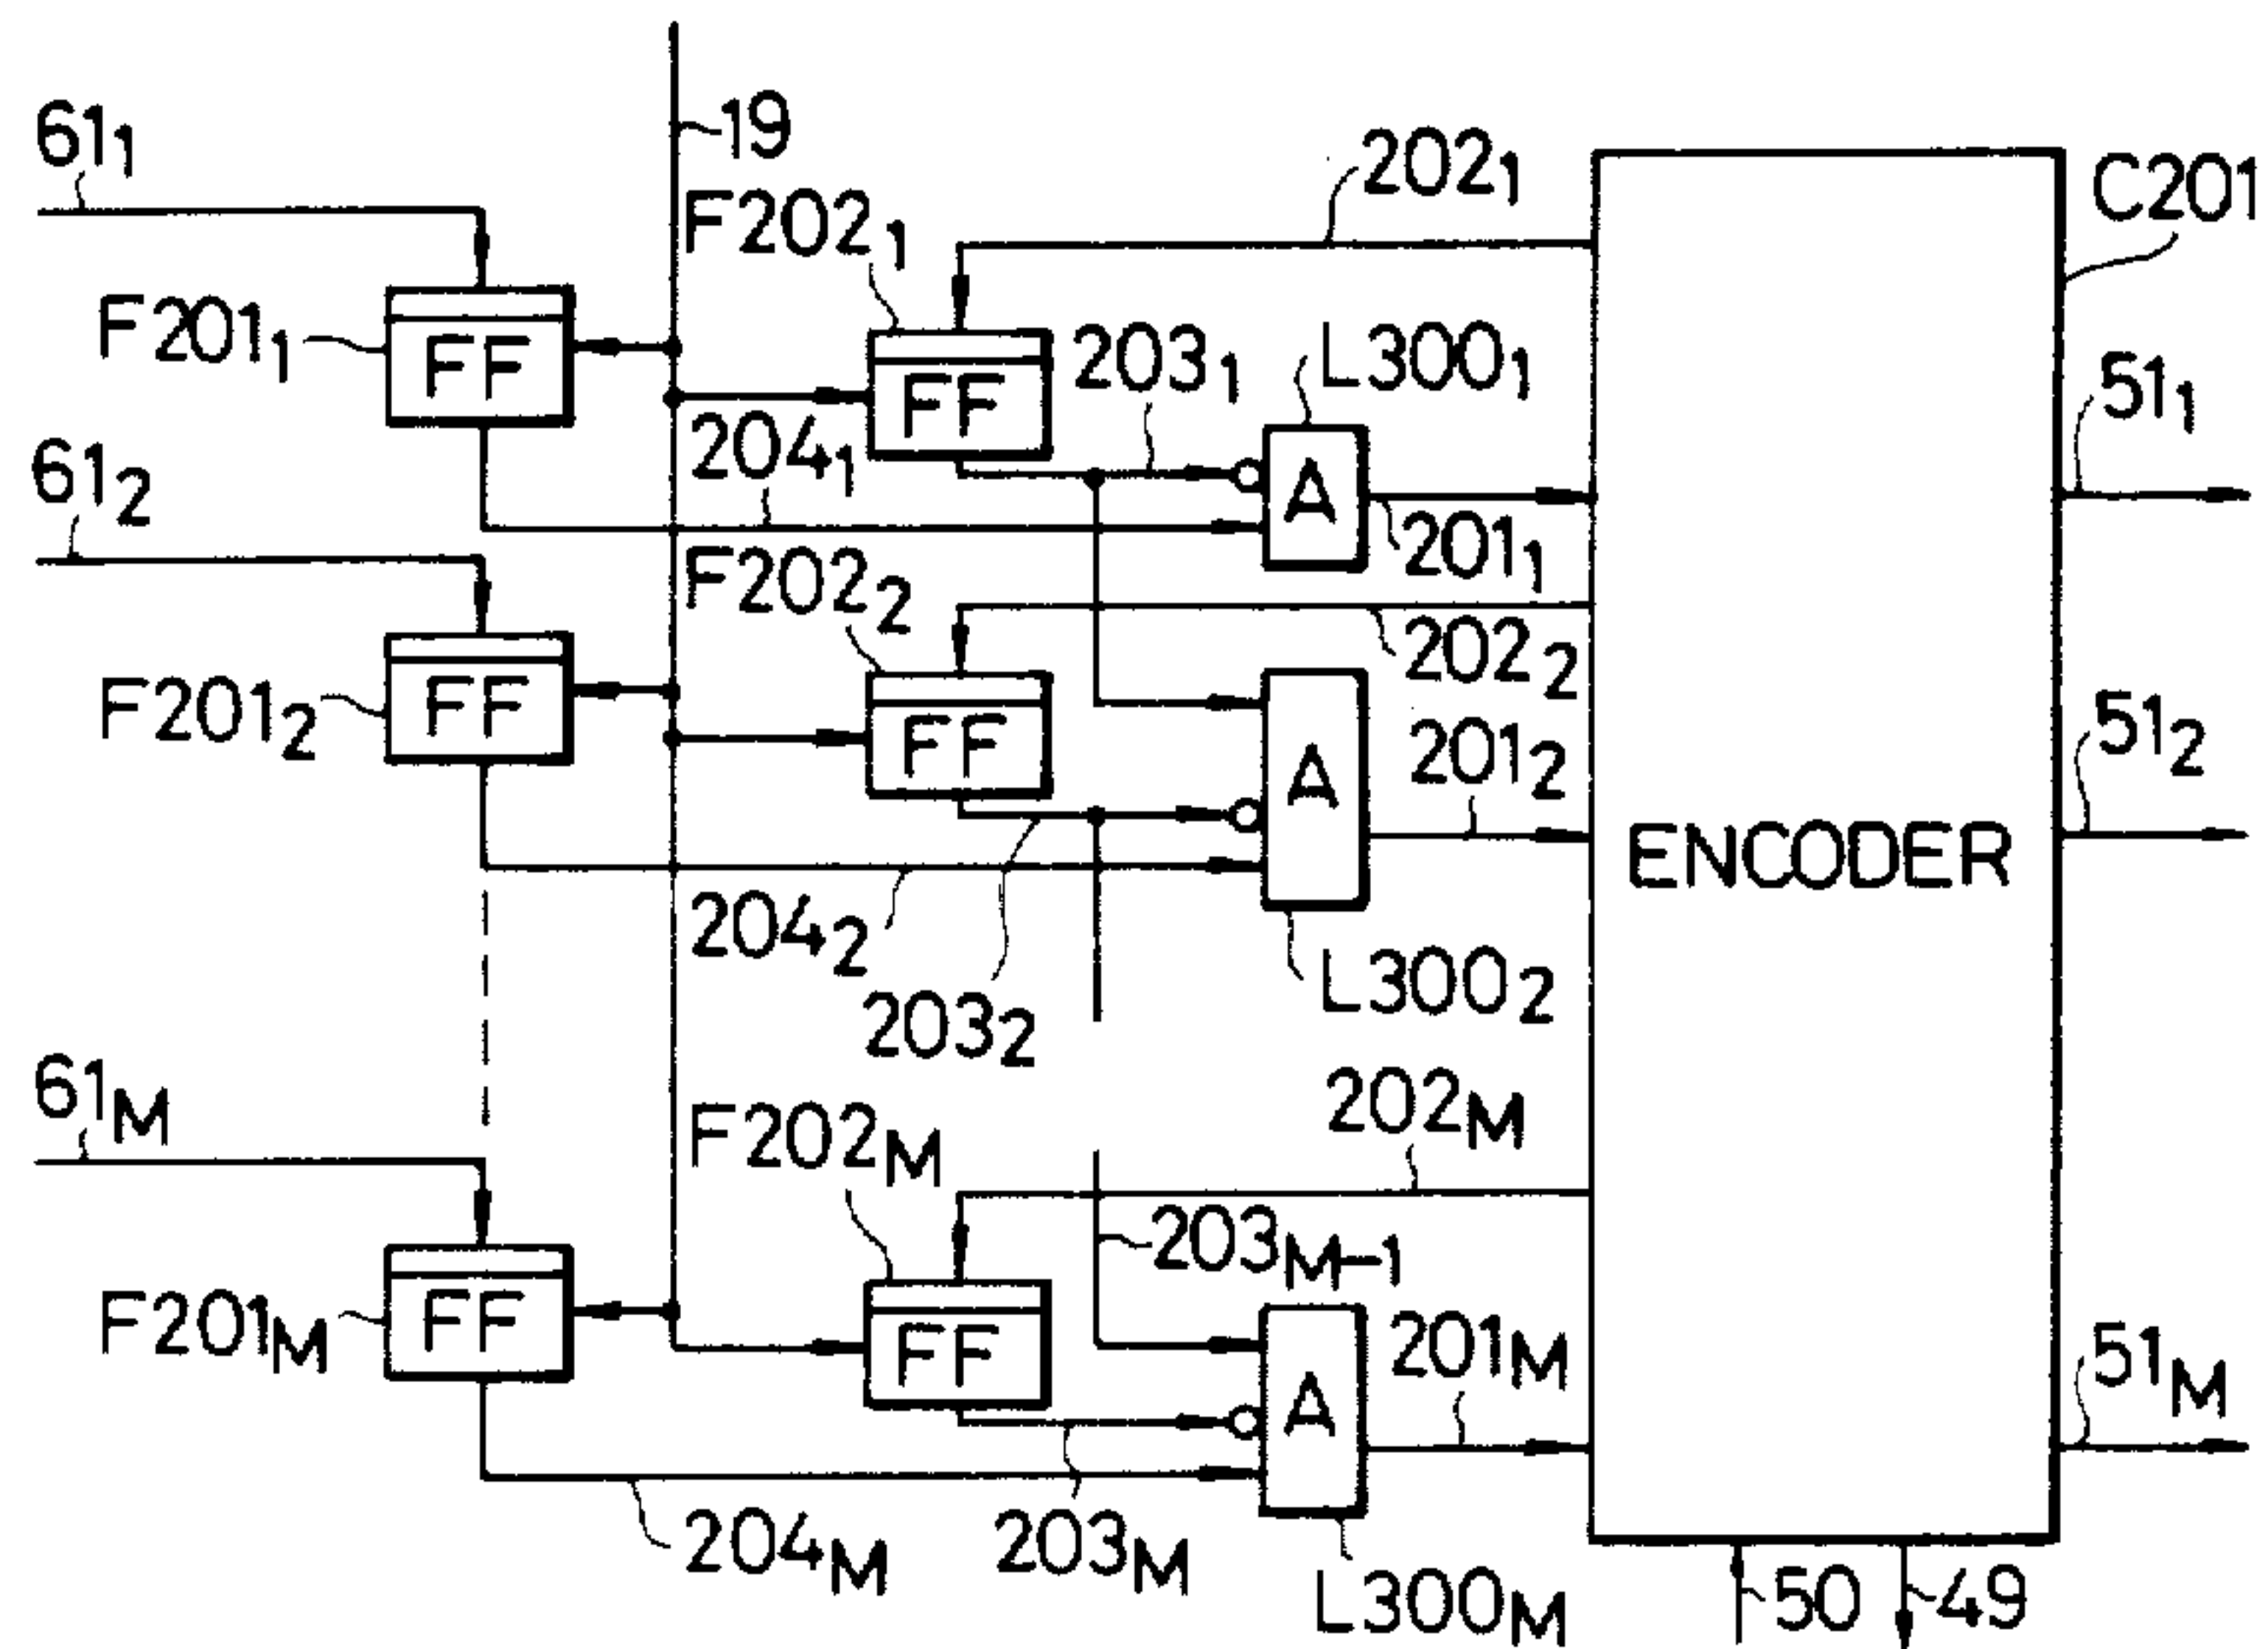 61₁
19
202₁
C201
F202₁
F201₁
FF
203₁
L300₁
51₁
FF
204₁
A
201₁
61₂
F202₂
202₂
F201₂
FF
FF
A
201₂
51₂
ENCODER
204₂
203₂
L300₂
61M
F202M
202M
203M-1
F201M
FF
FF
A
201M
51M
204M
203M
L300M
50
49